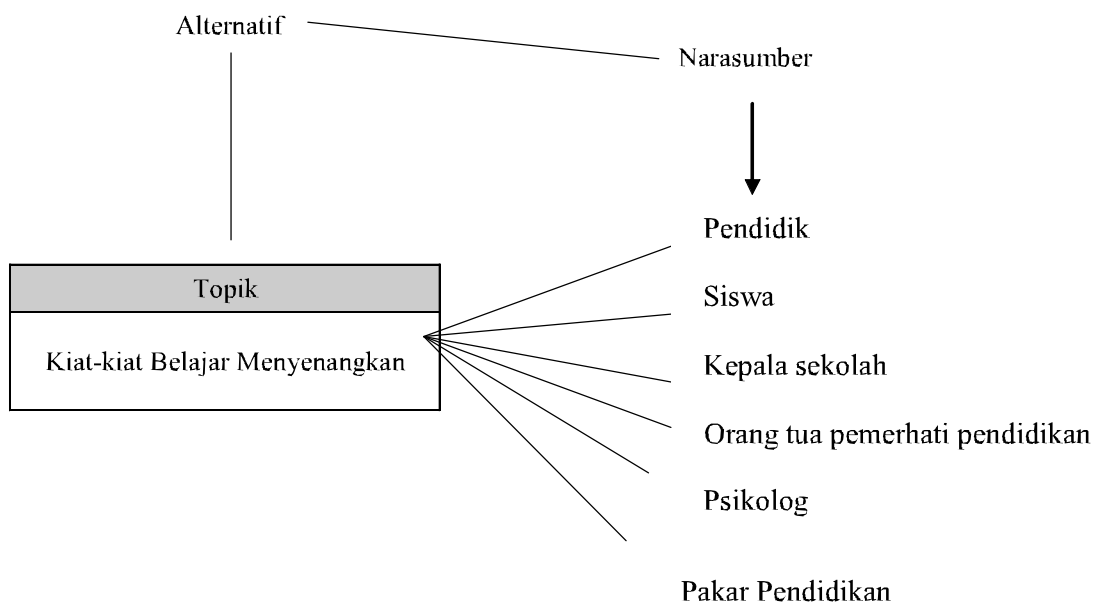 Alternatif
Narasumber
Pendidik
Topik
Siswa
Kiat-kiat Belajar Menyenangkan
Kepala sekolah
Orang tua pemerhati pendidikan
Psikolog
Pakar Pendidikan